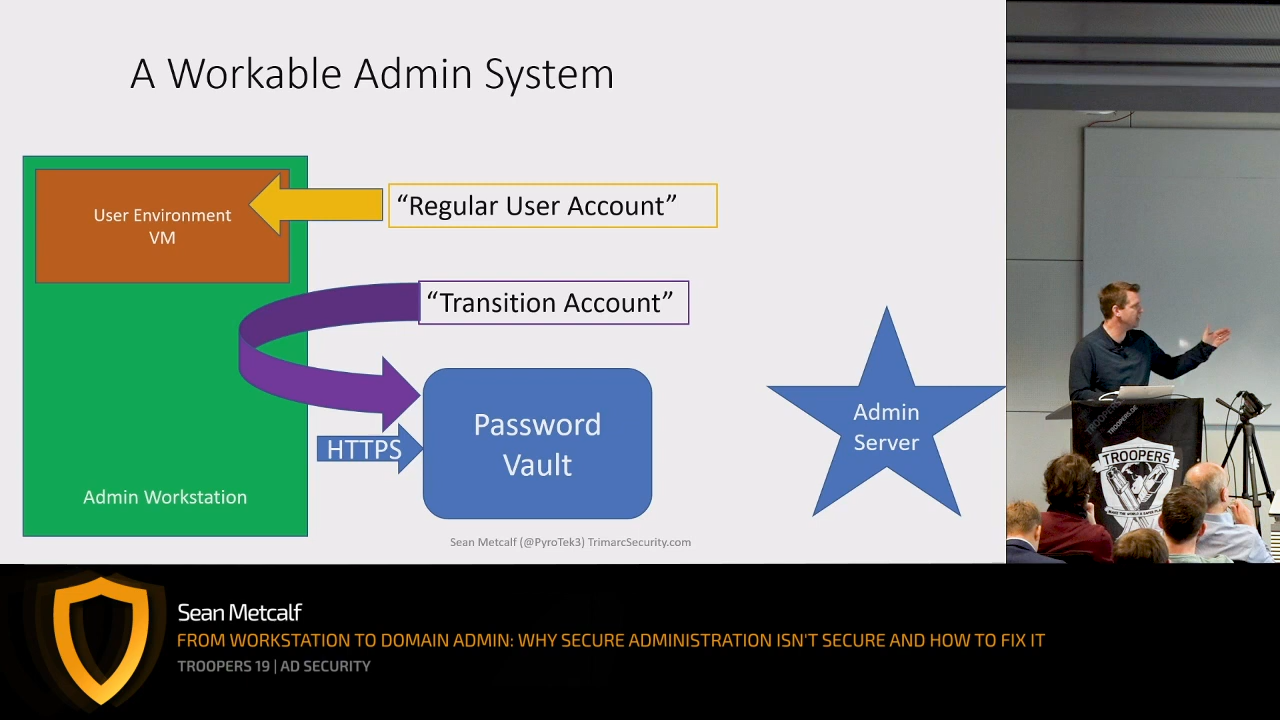 A Workable Admin System
User Environment
VM
“Regular User Account”
“Transition Account”
Password
Vault
HTTPS
Admin
Server
Admin Workstation
Sean Metcalf (@PyroTek3) TrimarcSecurity.com
TROOPERS
Sean Metcalf
FROM WORKSTATION TO DOMAIN ADMIN: WHY SECURE ADMINISTRATION ISN'T SECURE AND HOW TO FIX IT
TROOPERS 19 | AD SECURITY